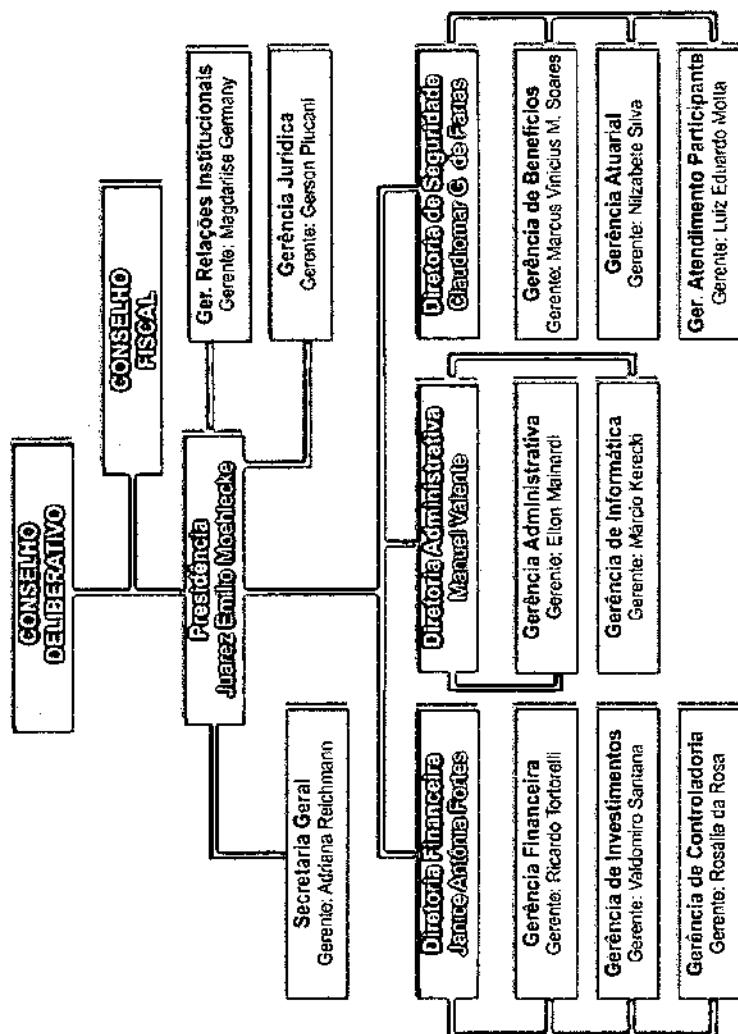 CONSELHO
DELIBERATIVO
CONSELHO
FISCAL
Presidência
Juarez Emilio Moehlecke
Ger. Relações Institucionais
Gerente: Magdarlise Germany
Gerência Jurídica
Gerente: Gerson Plucani
Secretaria Geral
Gerente: Adriana Reichmann
Diretoria Financeira
Janice Antónia Fortes
Gerência Financeira
Gerente: Ricardo Tortorelli
Gerência de Investimentos
Gerente: Valdomiro Santana
Gerência de Controladoria
Gerente: Rosalle da Rosa
Diretoria Administrativa
Manuel Valente
Gerência Administrativa
Gerente: Elton Mainardi
Gerência de Informática
Gerente: Márcio Kerecki
Diretoria de Seguridade
Claudiomar G. de Farias
Gerência de Benefícios
Gerente: Marcus Vinicius M. Soares
Gerência Atuarial
Gerente: Nilzabete Silva
Ger. Atendimento Participante
Gerente: Luiz Eduardo Motta